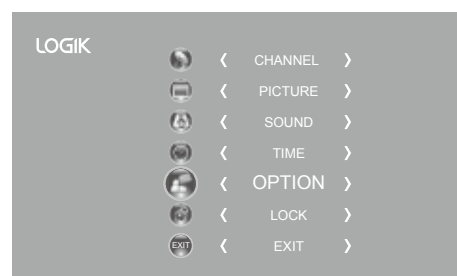 LOGIK
CHANNEL
PICTURE
SOUND
TIME
OPTION
LOCK
EXIT EXIT